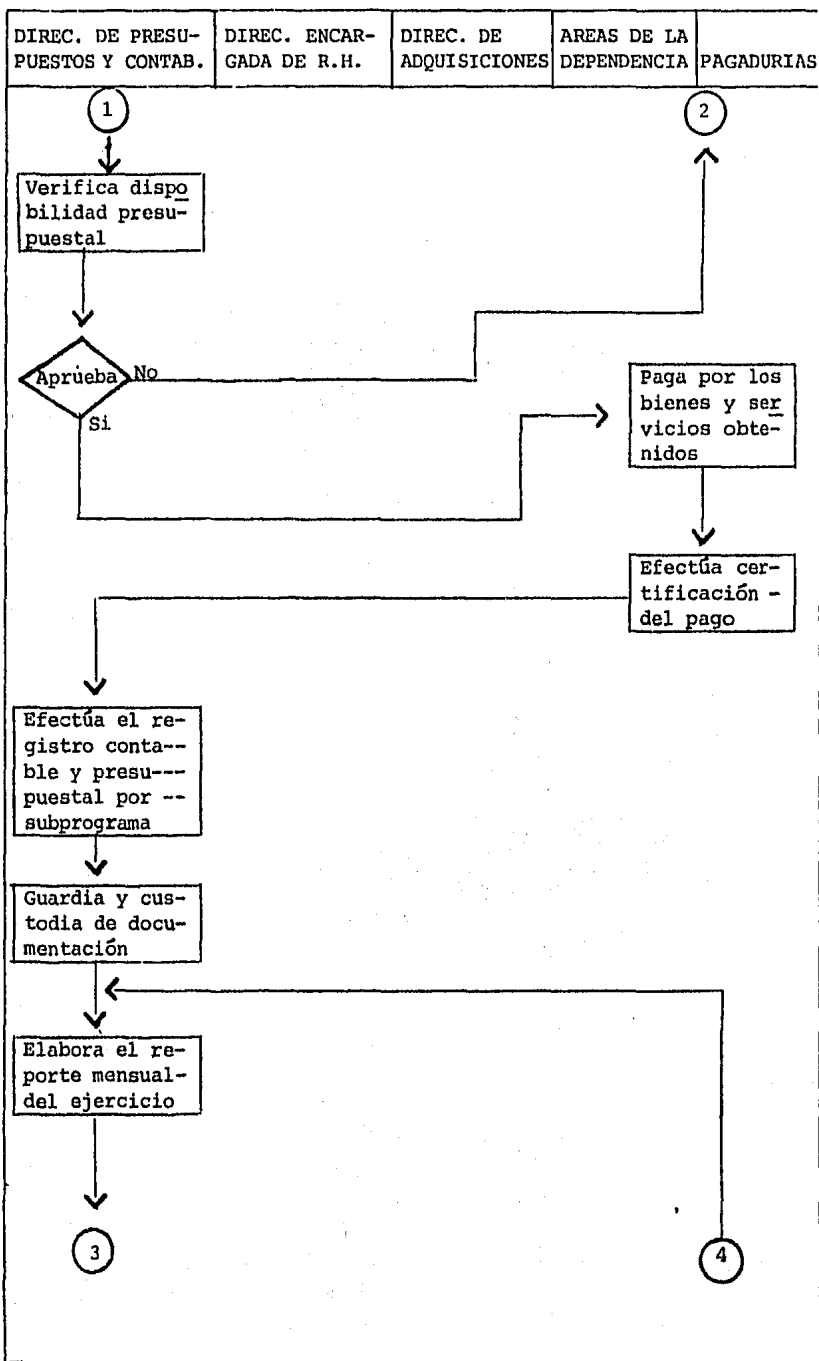 DIREC. DE PRESU-
PUESTOS Y CONTAB.
DIREC. ENCAR-
GADA DE R.H.
DIREC. DE
ADQUISICIONES
AREAS DE LA
DEPENDENCIA
PAGADURIAS
1
2
Verifica dispo
bilidad presu-
puestal
Aprueba
No
Si
Paga por los
bienes y ser
vicios obte-
nidos
Efectúa cer-
tificación -
del pago
Efectúa el re-
gistro conta--
ble y presu---
puestal por --
subprograma
Guardia y cus-
todia de docu-
mentación
Elabora el re-
porte mensual-
del ejercicio
3
4